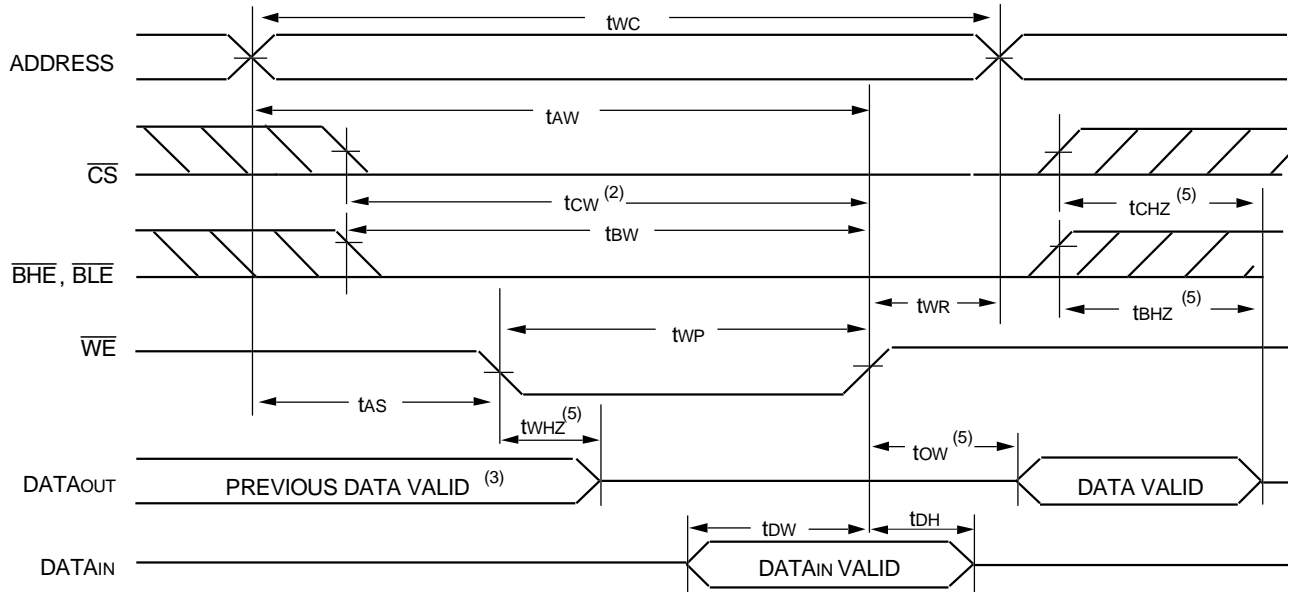 tWC
ADDRESS
tAW
CS
tCW (2)
tCHZ (5)
tBW
BHE, BLE
tWR
tBHZ (5)
tWP
WE
tAS
tWHZ (5)
tOW (5)
DATAOUT
PREVIOUS DATA VALID (3)
DATA VALID
tDW
tDH
DATAIN
DATAIN VALID